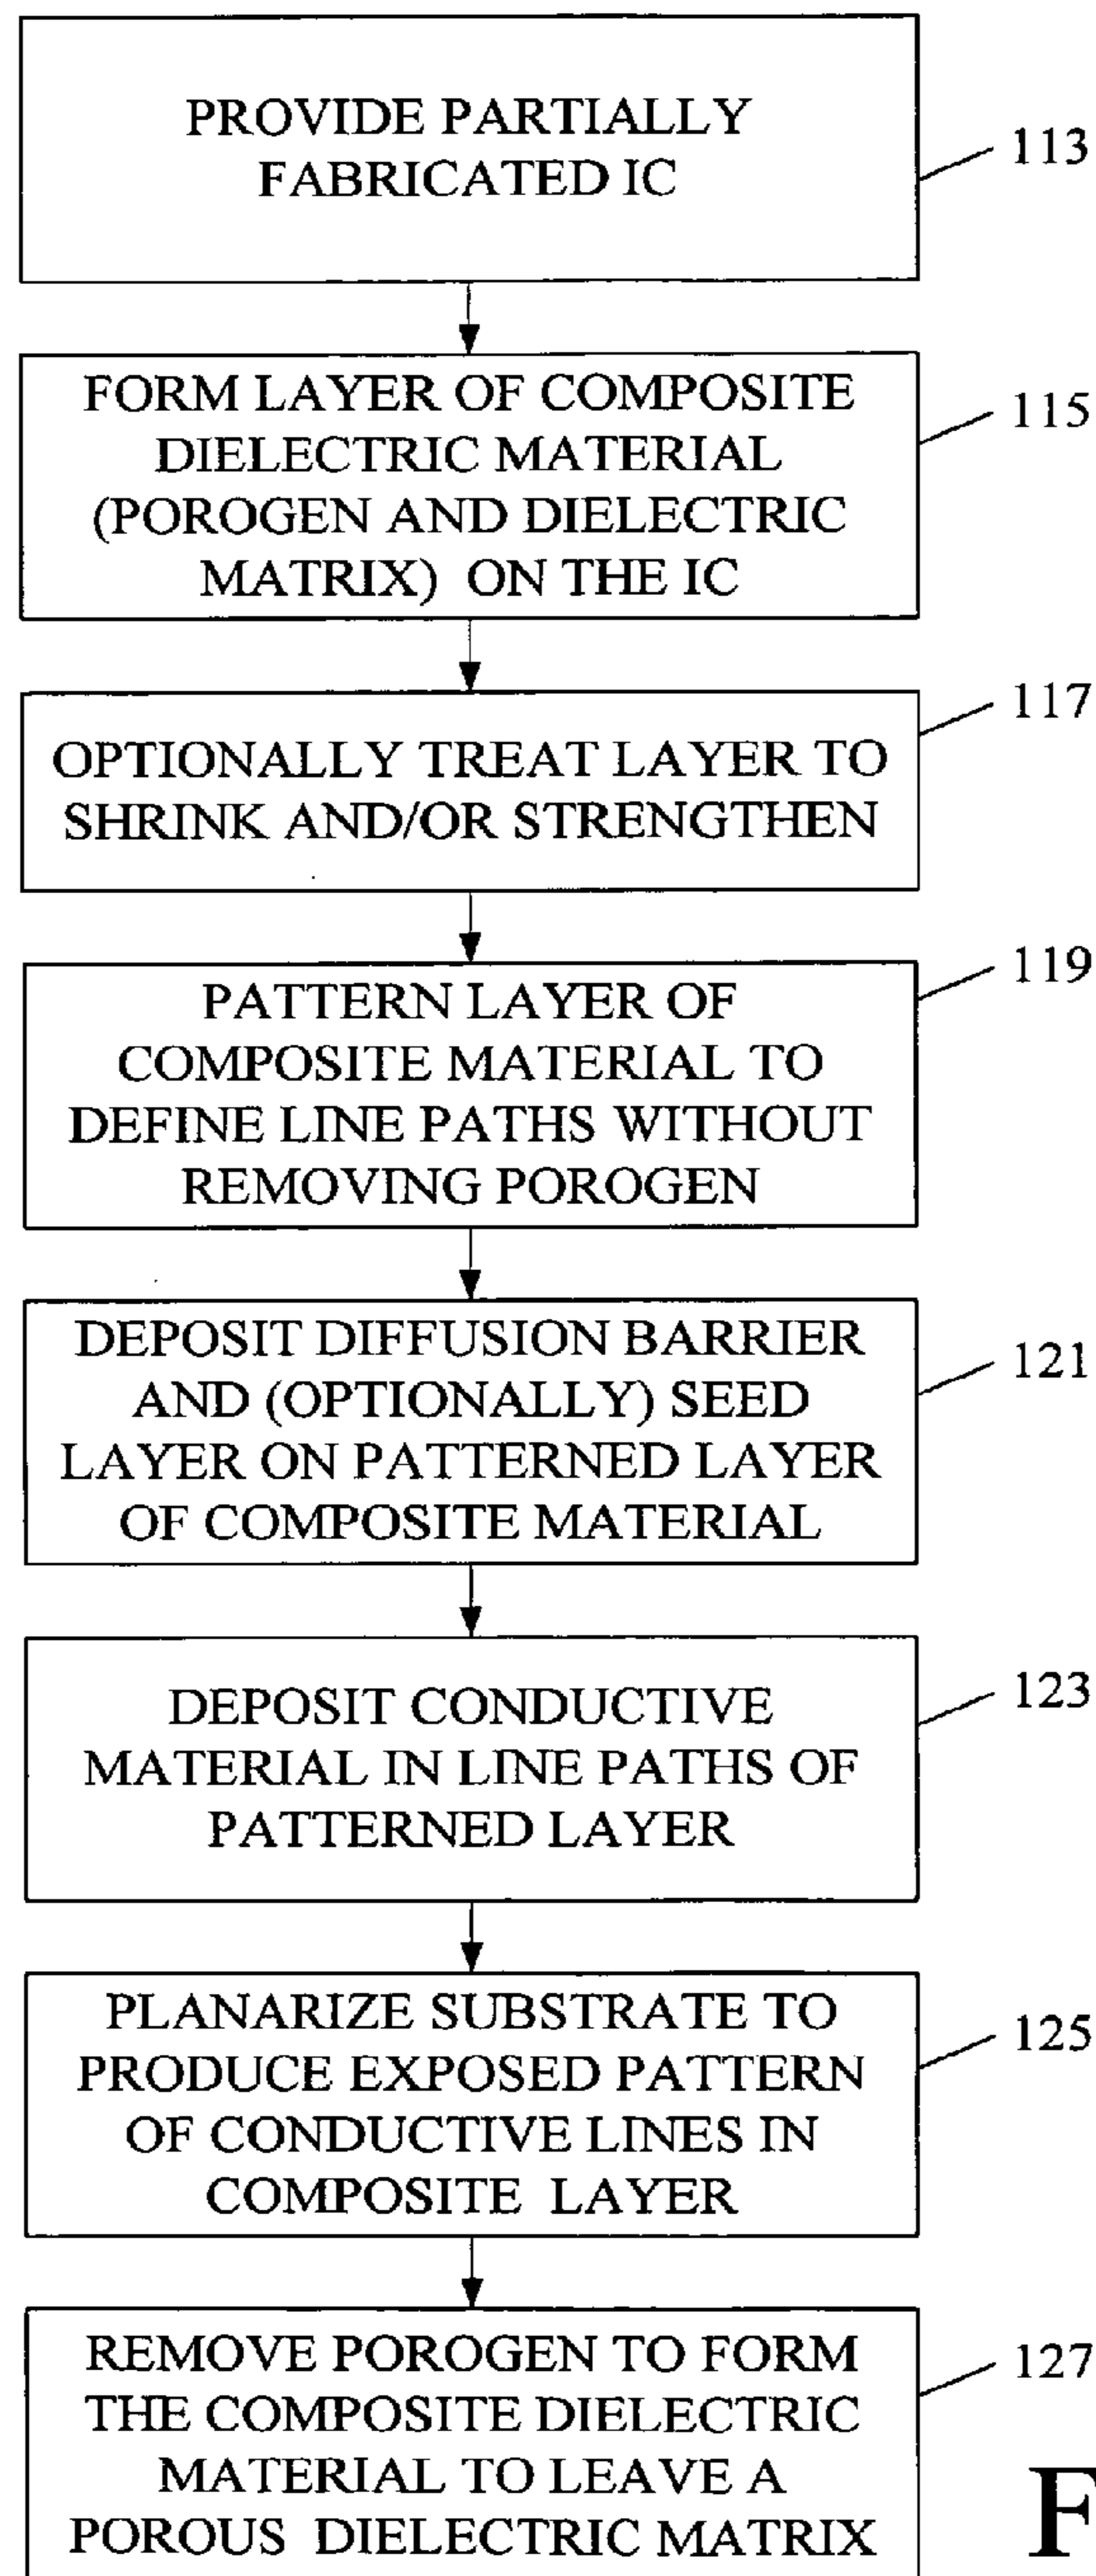 PROVIDE PARTIALLY
FABRICATED IC
113
FORM LAYER OF COMPOSITE
DIELECTRIC MATERIAL
(POROGEN AND DIELECTRIC
MATRIX) ON THE IC
115
OPTIONALLY TREAT LAYER TO
SHRINK AND/OR STRENGTHEN
117
PATTERN LAYER OF
COMPOSITE MATERIAL TO
DEFINE LINE PATHS WITHOUT
REMOVING POROGEN
119
DEPOSIT DIFFUSION BARRIER
AND (OPTIONALLY) SEED
LAYER ON PATTERNED LAYER
OF COMPOSITE MATERIAL
121
DEPOSIT CONDUCTIVE
MATERIAL IN LINE PATHS OF
PATTERNED LAYER
123
PLANARIZE SUBSTRATE TO
PRODUCE EXPOSED PATTERN
OF CONDUCTIVE LINES IN
COMPOSITE LAYER
125
REMOVE POROGEN TO FORM
THE COMPOSITE DIELECTRIC
MATERIAL TO LEAVE A
POROUS DIELECTRIC MATRIX
127
F